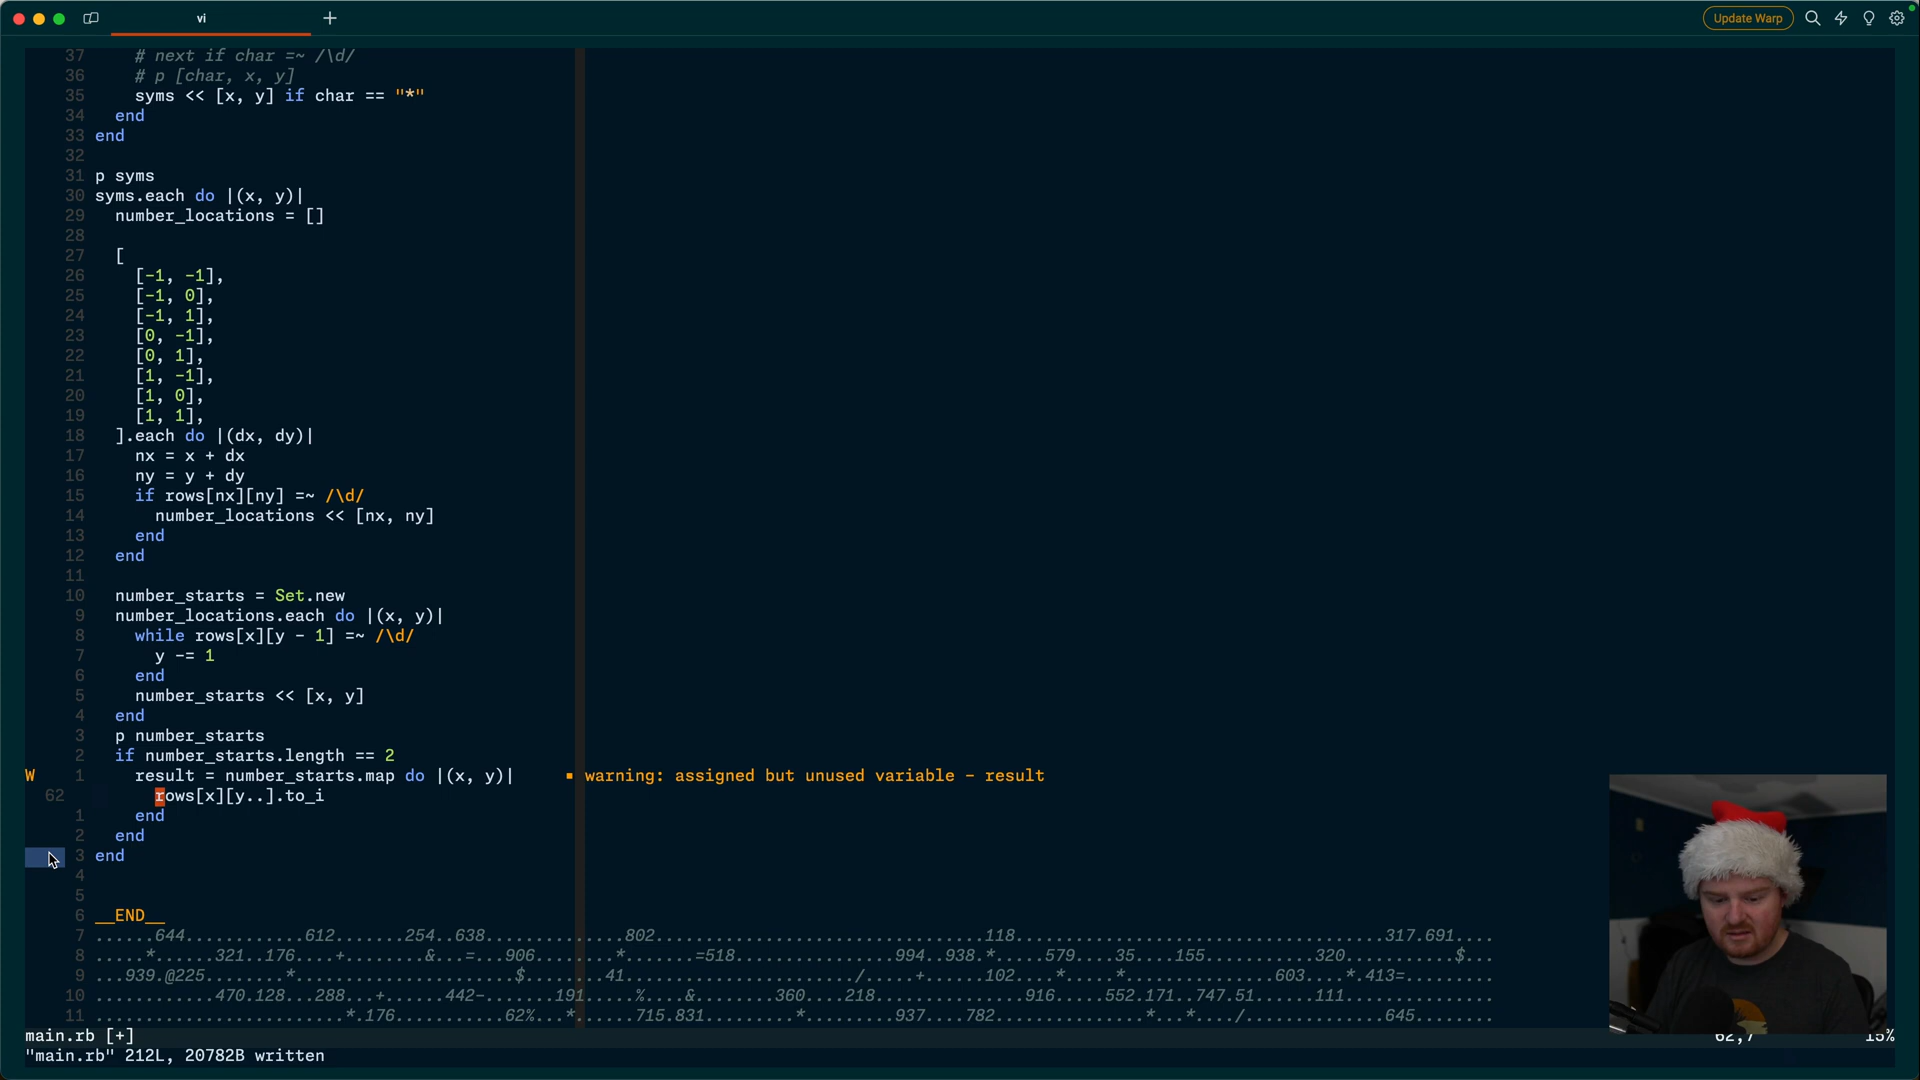 vi
Update Warp
37 # next if char =~ /\d/
36 # p [char, x, y]
35 syms << [x, y] if char == "*"
34 end
33 end
32
31 p syms
30 syms.each do |(x, y)|
29 number_locations = []
28
27 [
26 [-1, -1],
25 [-1, 0],
24 [-1, 1],
23 [0, -1],
22 [0, 1],
21 [1, -1],
20 [1, 0],
19 [1, 1],
18 ].each do |(dx, dy)|
17 nx = x + dx
16 ny = y + dy
15 if rows[nx][ny] =~ /\d/
14 number_locations << [nx, ny]
13 end
12 end
11
10 number_starts = Set.new
9 number_locations.each do |(x, y)|
8 while rows[x][y - 1] =~ /\d/
7 y -= 1
6 end
5 number_starts << [x, y]
4 end
3 p number_starts
2 if number_starts.length == 2
W 1 result = number_starts.map do |(x, y)| ▪ warning: assigned but unused variable - result
62 rows[x][y..].to_i
1 end
2 end
3 end
4
5
6 __END__
7 ......644............612.......254..638..............802.....................................118.....................................317.691....
8 .....*......321..176....+........&...=...906........*.......=518................994..938.*.....579....35....155...........320...........$...
9 ...939.@225........*......................$........41......................../.....+......102....*.....*...............603....*.413=........
10 ............470.128...288...+......442-.......191.....%....&........360....218...............916.....552.171..747.51......111...............
11 .........................*.176...........62%...*......715.831.........*.........937....782...............*...*..../..............645........
main.rb [+]
62,7 15%
"main.rb" 212L, 20782B written